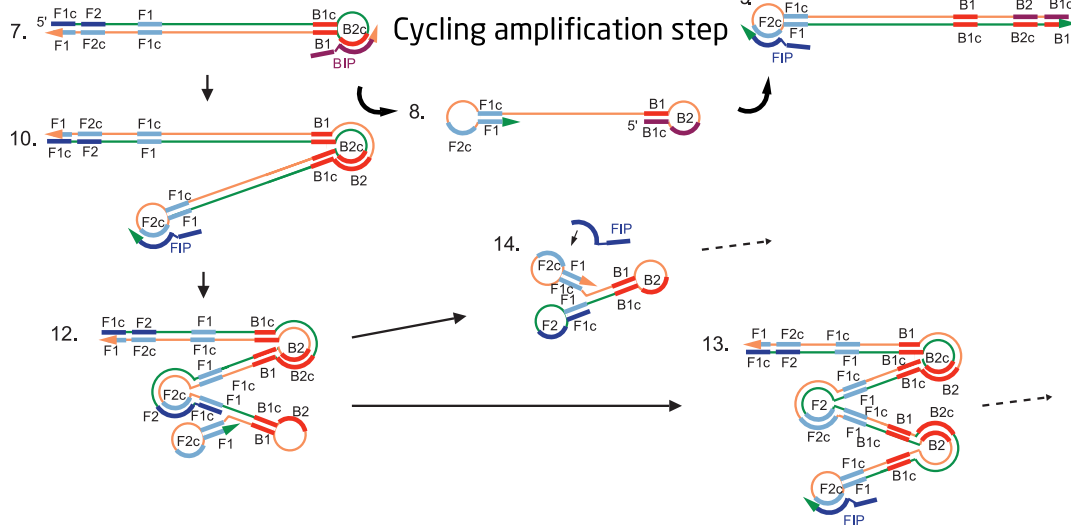 Cycling amplification step
7. 5' F1c F2 F1 B1c B2c
F1 F2c F1c B1 BIP
8. F1c B1
F1 5' B1c B2
F2c
F2c F1c B1 B2 B1c
F1 B1c B2c B1
FIP
10. F1 F2c F1c B1 B2c
F1c F2 F1 B1c B2
F1c
F2c F1
FIP
12. F1c F2 F1 B1c B2
F1 F2c F1c B1 B2c
F1 F1c
F2c F1 B1c B2
F2 F1c
F2c F1 B1
14. FIP
F2c F1 B1 B2
F1c F1 B1c
F2 F1c
13. F1 F2c F1c B1 B2c
F1c F2 F1 B1c B2
F1
F2 F1c B1 B2c
F2c F1 B1c B2
F1c B1c
F2c F1 B1
FIP